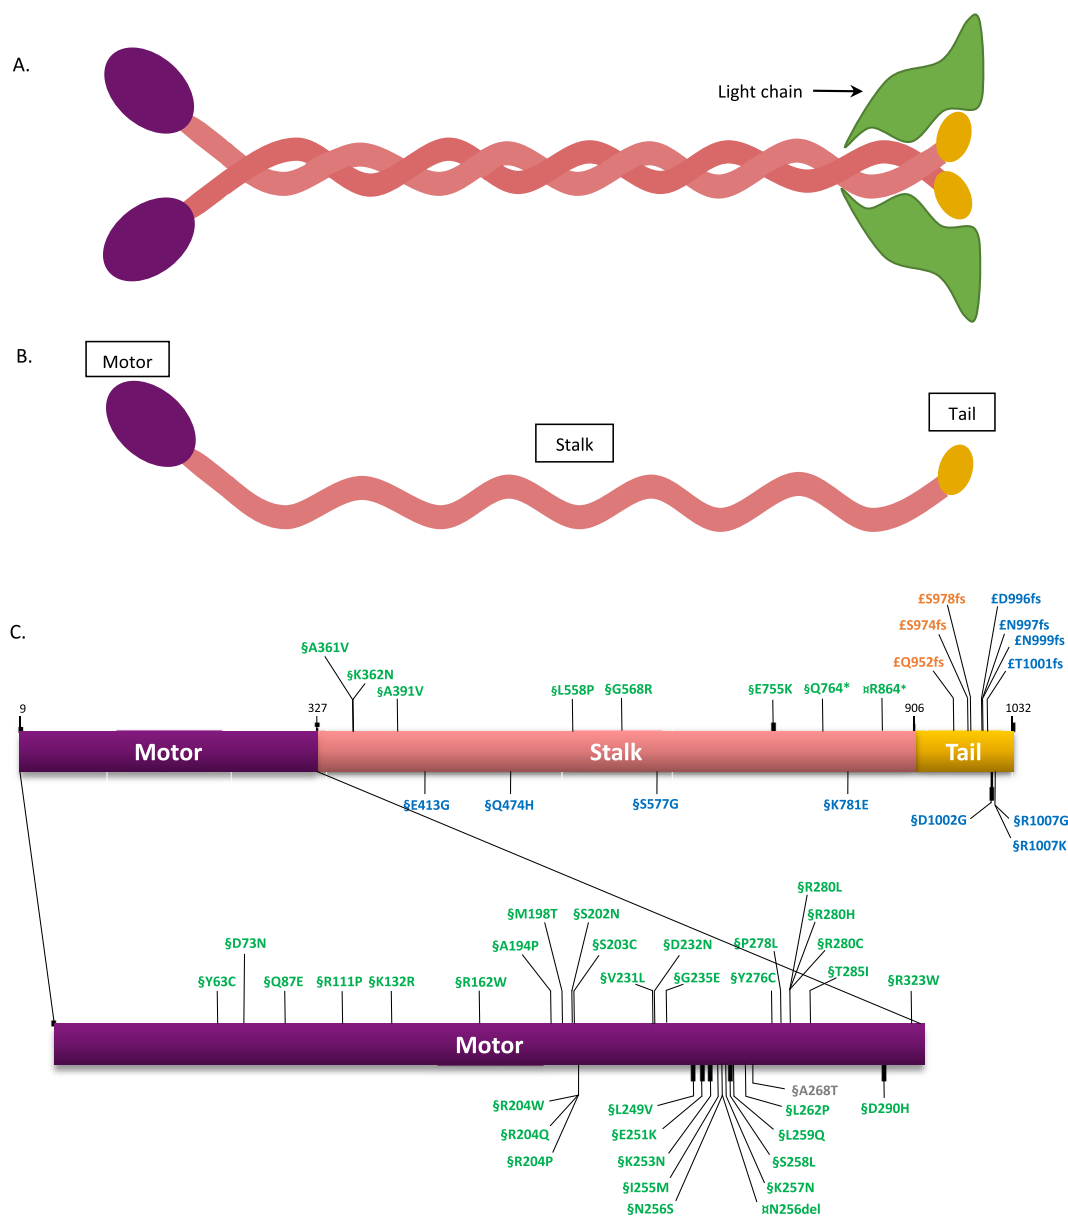 A.
Light chain
B.
Motor
Tail
Stalk
C.
£S978fs £D996fs
£S974fs £N997fs
£N999fs
§A361V
£Q952fs £T1001fs
§K362N
§A391V §L558P §G568R §E755K §Q764* ¤R864*
9 327 906 1032
Motor Stalk Tail
§E413G §Q474H §S577G §K781E
§D1002G §R1007G
§R1007K
§R280L
§M198T §S202N §R280H
§D73N §A194P §S203C §D232N §P278L §R280C
§T285I
§Y63C §Q87E §R111P §K132R §R162W §V231L §G235E §Y276C §R323W
Motor
§A268T
§R204W §L249V §L262P §D290H
§R204Q §E251K §L259Q
§R204P §K253N §S258L
§I255M §K257N
§N256S ¤N256del